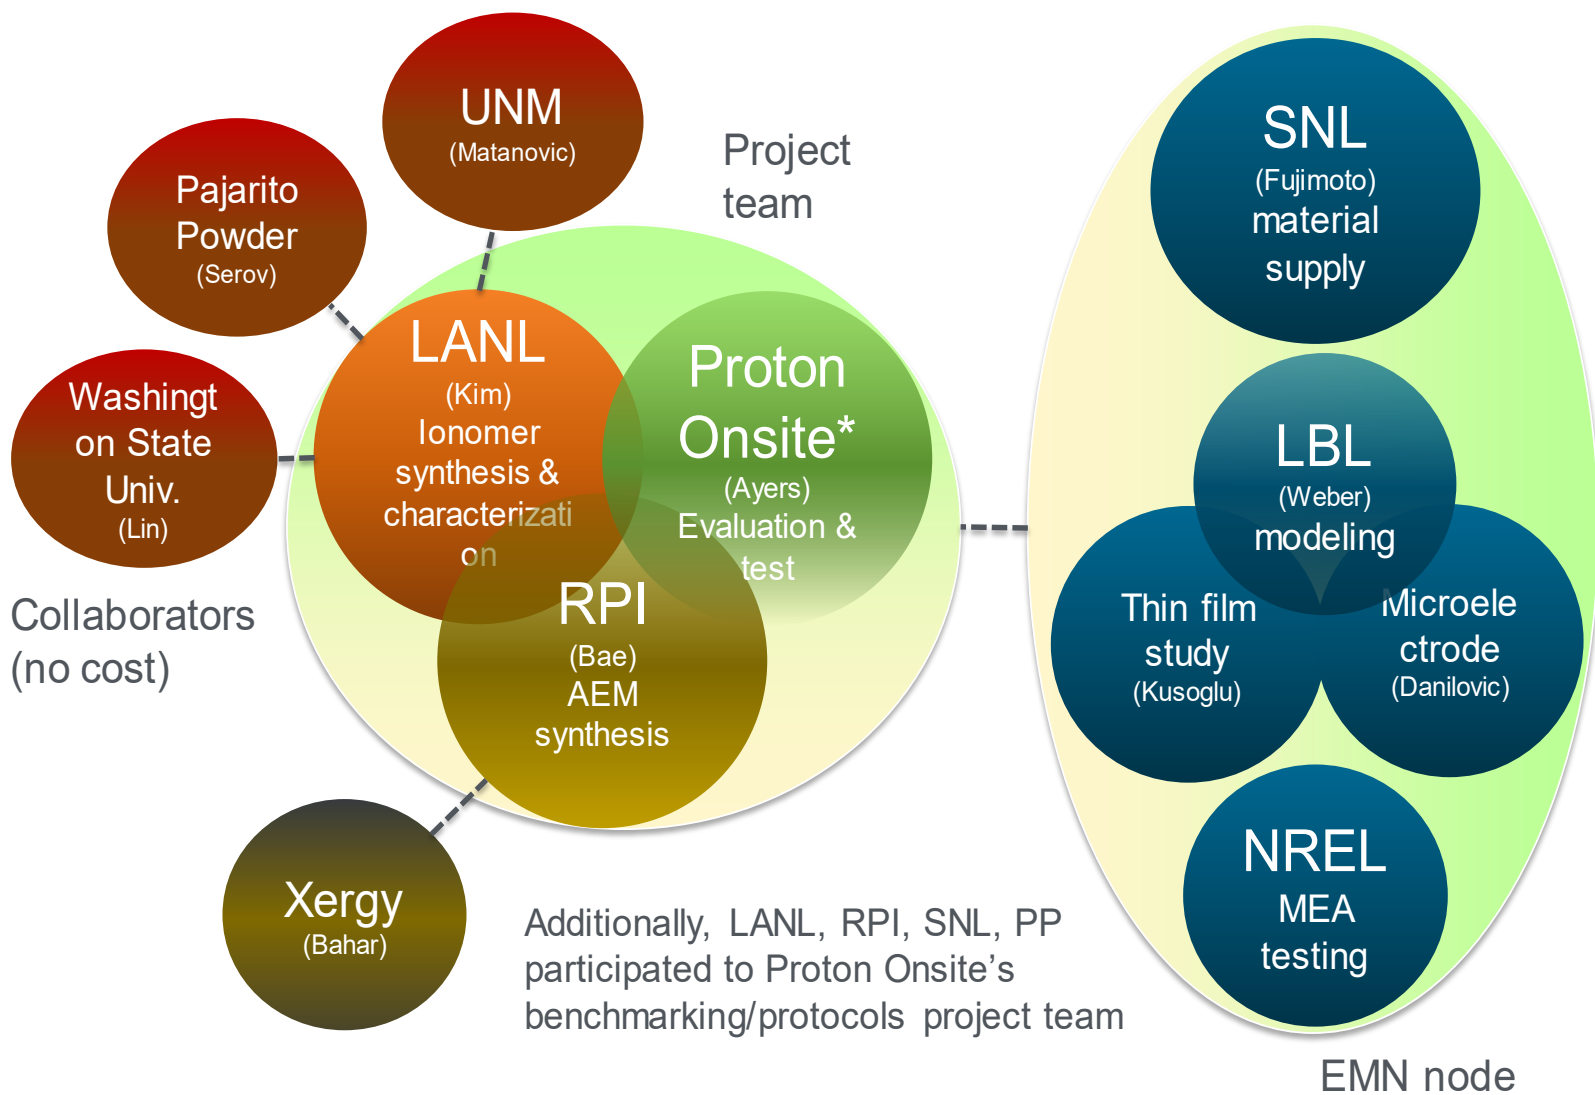 UNM
(Matanovic)
Pajarito
Powder
(Serov)
Washingt
on State
Univ.
(Lin)
Collaborators
(no cost)
Project
team
LANL
(Kim)
Ionomer
synthesis &
characterizati
on
Proton
Onsite*
(Ayers)
Evaluation &
test
RPI
(Bae)
AEM
synthesis
Xergy
(Bahar)
Additionally, LANL, RPI, SNL, PP
participated to Proton Onsite’s
benchmarking/protocols project team
SNL
(Fujimoto)
material
supply
LBL
(Weber)
modeling
Thin film
study
(Kusoglu)
Microele
ctrode
(Danilovic)
NREL
MEA
testing
EMN node